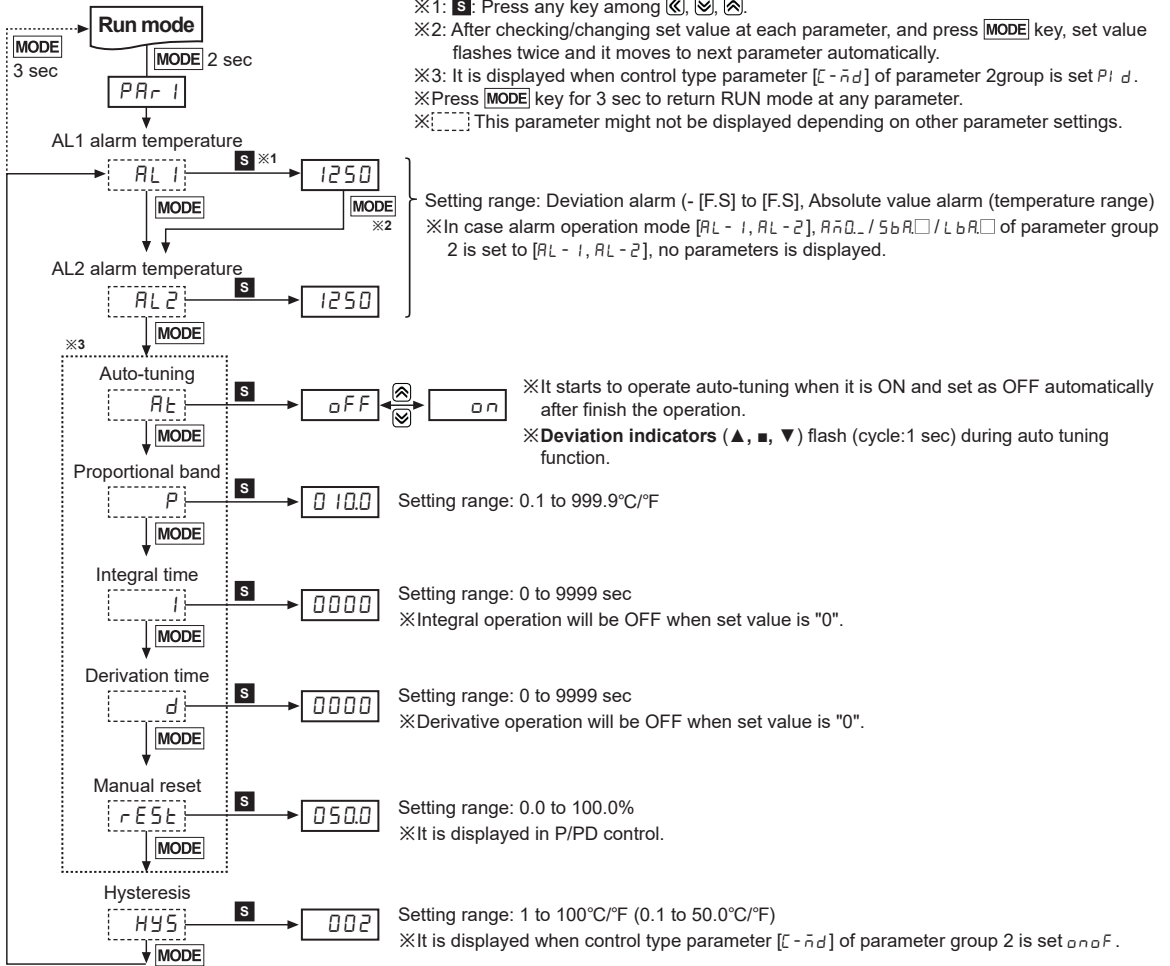 ※1: S: Press any key among «, ︾, ︽.
※2: After checking/changing set value at each parameter, and press MODE key, set value
flashes twice and it moves to next parameter automatically.
※3: It is displayed when control type parameter [C-md] of parameter 2group is set PI d.
※Press MODE key for 3 sec to return RUN mode at any parameter.
※ This parameter might not be displayed depending on other parameter settings.
Run mode
MODE
3 sec
MODE 2 sec
PAr1
AL1 alarm temperature
AL1
S ※1
1250
MODE
MODE
※2
Setting range: Deviation alarm (- [F.S] to [F.S], Absolute value alarm (temperature range)
※In case alarm operation mode [AL-1, AL-2], Am0._ / SbA.□ / LbA.□ of parameter group
2 is set to [AL-1, AL-2], no parameters is displayed.
AL2 alarm temperature
AL2
S
1250
MODE
※3
Auto-tuning
At
S
oFF
on
MODE
※It starts to operate auto-tuning when it is ON and set as OFF automatically
after finish the operation.
※Deviation indicators (▲, ■, ▼) flash (cycle:1 sec) during auto tuning
function.
Proportional band
P
S
010.0
MODE
Setting range: 0.1 to 999.9℃/℉
Integral time
I
S
0000
MODE
Setting range: 0 to 9999 sec
※Integral operation will be OFF when set value is "0".
Derivation time
d
S
0000
MODE
Setting range: 0 to 9999 sec
※Derivative operation will be OFF when set value is "0".
Manual reset
rESt
S
050.0
MODE
Setting range: 0.0 to 100.0%
※It is displayed in P/PD control.
Hysteresis
HYS
S
002
MODE
Setting range: 1 to 100℃/℉ (0.1 to 50.0℃/℉)
※It is displayed when control type parameter [C-md] of parameter group 2 is set onoF.